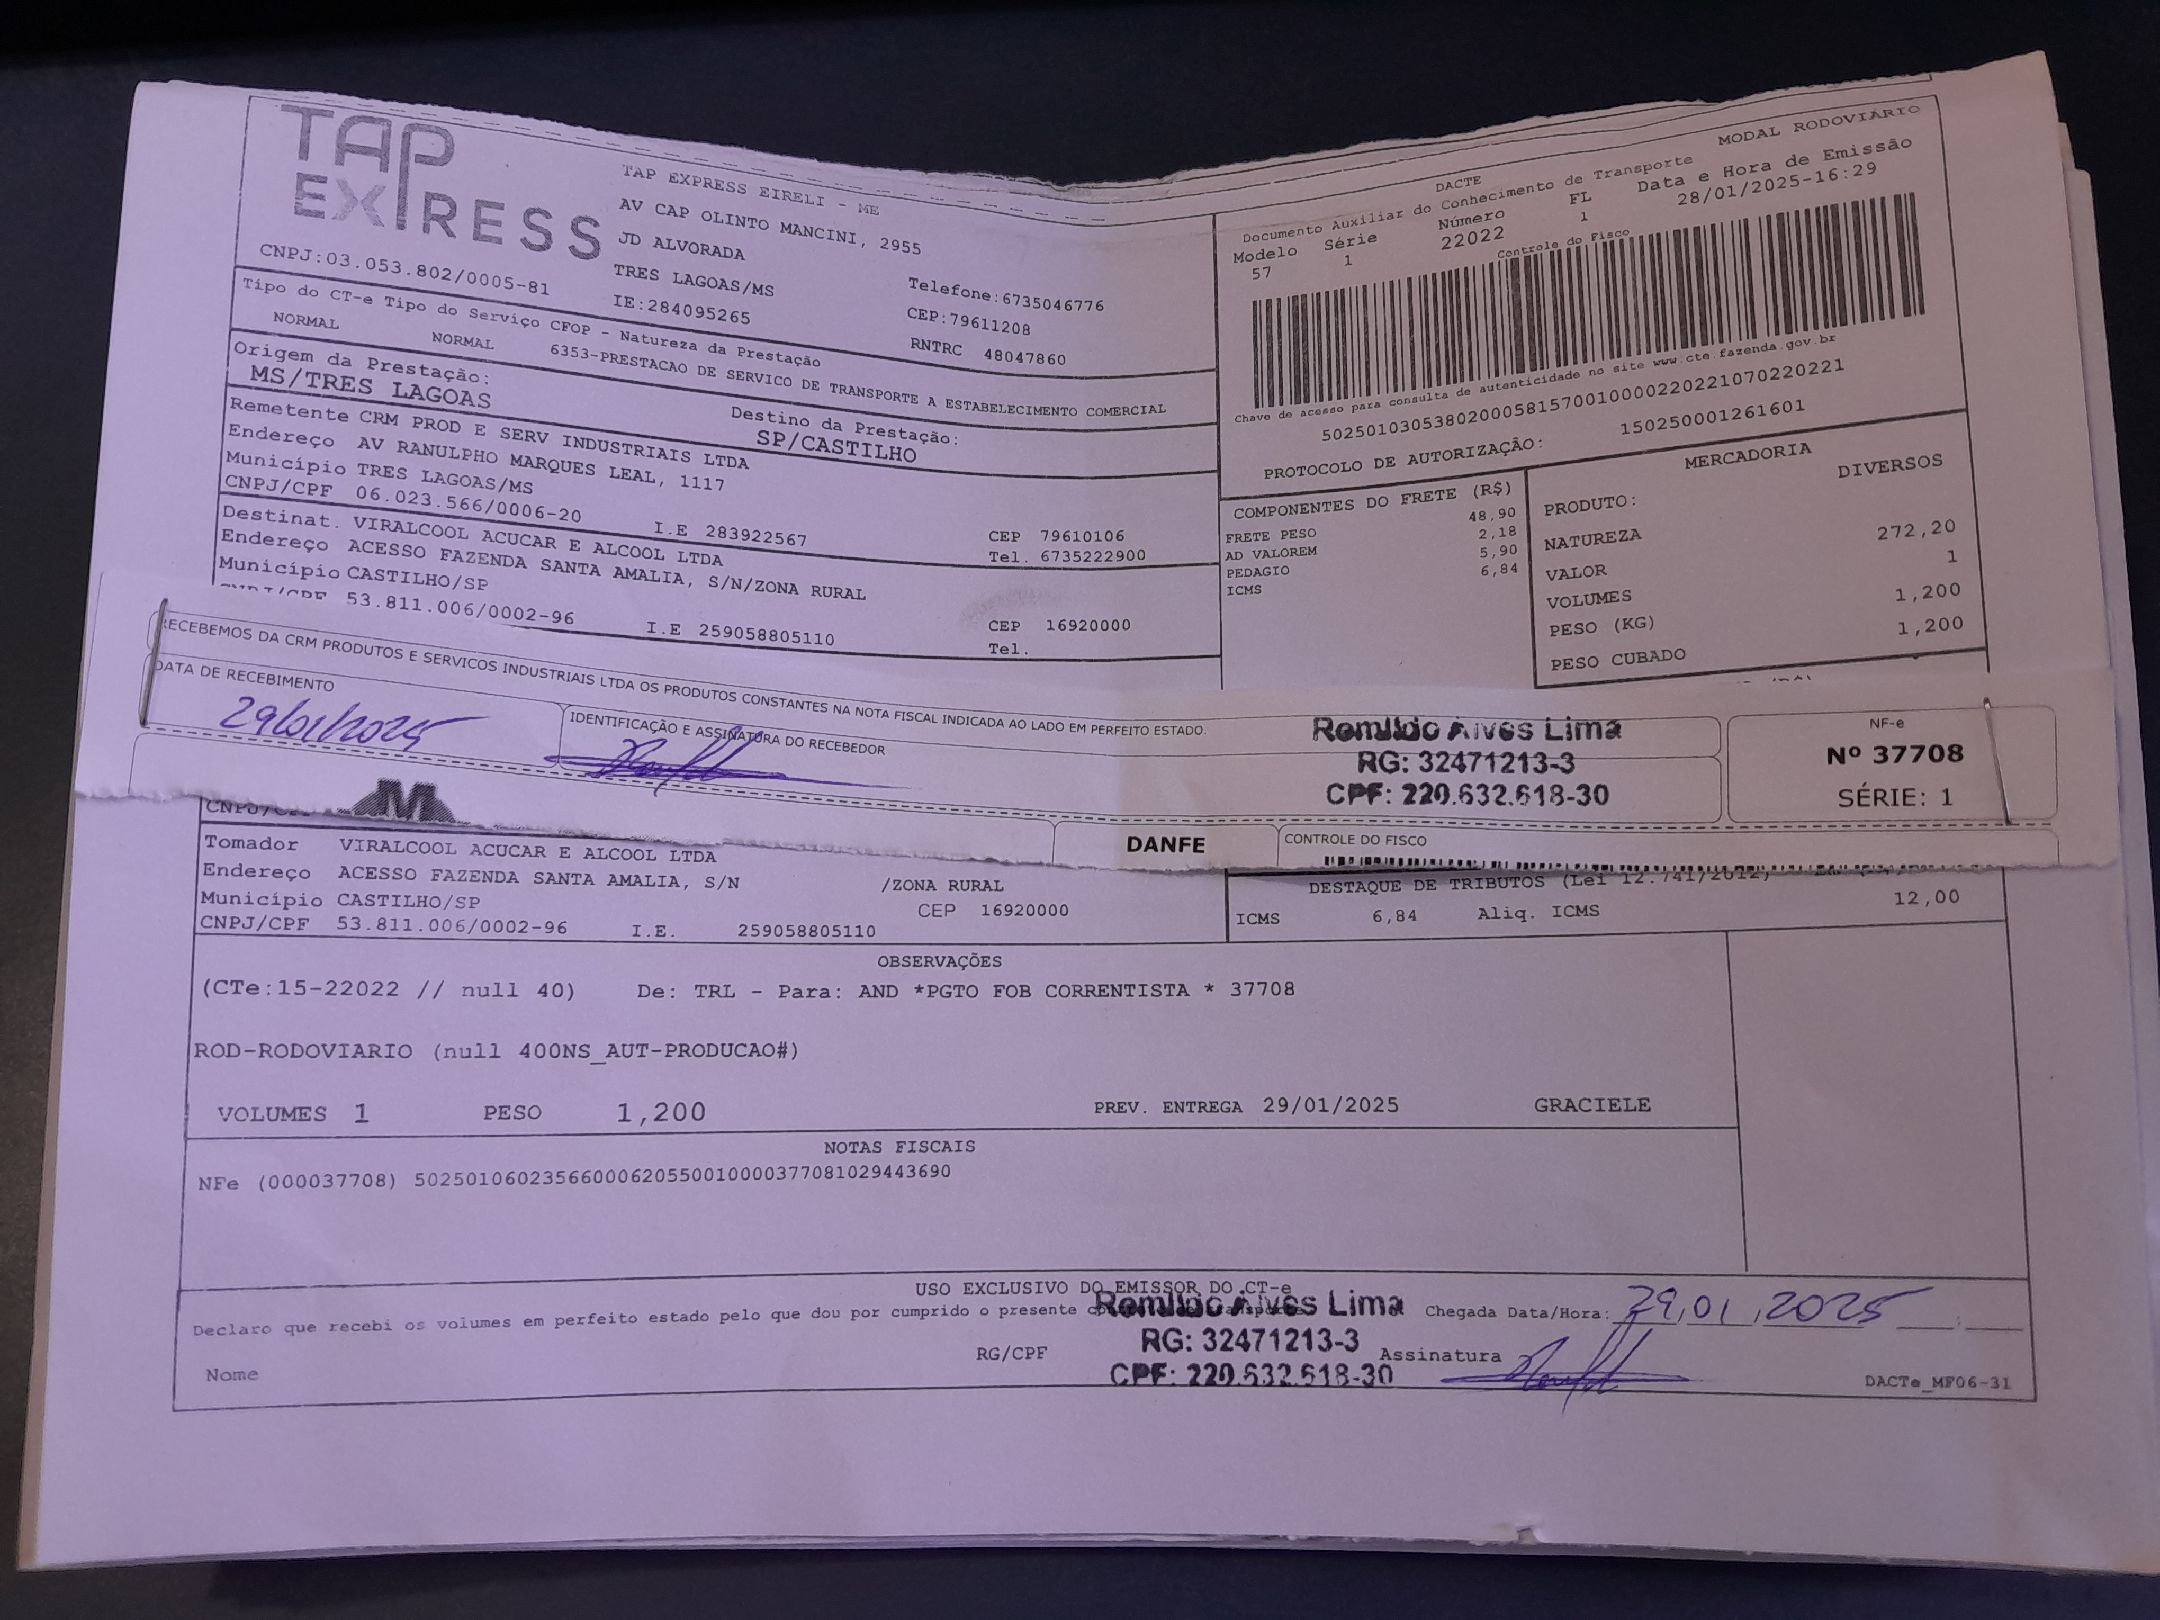 TAP
EXPRESS
CNPJ:03.053.802/0005-81
TAP EXPRESS EIRELI - ME
AV CAP OLINTO MANCINI, 2955
JD ALVORADA
TRES LAGOAS/MS
IE:284095265
Telefone:6735046776
CEP:79611208
RNTRC 48047860
MODAL RODOVIARIO
DACTE
Documento Auxiliar do Conhecimento de Transporte
Modelo Série Número FL Data e Hora de Emissão
57 1 22022 1 28/01/2025-16:29
Controle do Fisco
Chave de acesso para consulta de autenticidade no site www.cte.fazenda.gov.br
50250103053802000581570010000220221070220221
PROTOCOLO DE AUTORIZAÇÃO: 150250001261601
Tipo do CT-e Tipo do Serviço CFOP - Natureza da Prestação
NORMAL NORMAL 6353-PRESTACAO DE SERVICO DE TRANSPORTE A ESTABELECIMENTO COMERCIAL
Origem da Prestação: Destino da Prestação:
MS/TRES LAGOAS SP/CASTILHO
Remetente CRM PROD E SERV INDUSTRIAIS LTDA
Endereço AV RANULPHO MARQUES LEAL, 1117
Município TRES LAGOAS/MS CEP 79610106
CNPJ/CPF 06.023.566/0006-20 I.E 283922567 Tel. 6735222900
Destinat. VIRALCOOL ACUCAR E ALCOOL LTDA
Endereço ACESSO FAZENDA SANTA AMALIA, S/N/ZONA RURAL
Município CASTILHO/SP CEP 16920000
CNPJ/CPF 53.811.006/0002-96 I.E 259058805110 Tel.
COMPONENTES DO FRETE (R$)
FRETE PESO 48,90
AD VALOREM 2,18
PEDAGIO 5,90
ICMS 6,84
MERCADORIA
PRODUTO: DIVERSOS
NATUREZA
VALOR 272,20
VOLUMES 1
PESO (KG) 1,200
PESO CUBADO 1,200
RECEBEMOS DA CRM PRODUTOS E SERVICOS INDUSTRIAIS LTDA OS PRODUTOS CONSTANTES NA NOTA FISCAL INDICADA AO LADO EM PERFEITO ESTADO.
DATA DE RECEBIMENTO
29/01/2025
IDENTIFICAÇÃO E ASSINATURA DO RECEBEDOR
Romildo Alves Lima
RG: 32471213-3
CPF: 220.632.618-30
NF-e
Nº 37708
SÉRIE: 1
M
DANFE
CONTROLE DO FISCO
CNPJ/C
Tomador VIRALCOOL ACUCAR E ALCOOL LTDA
Endereço ACESSO FAZENDA SANTA AMALIA, S/N /ZONA RURAL
Município CASTILHO/SP CEP 16920000
CNPJ/CPF 53.811.006/0002-96 I.E. 259058805110
DESTAQUE DE TRIBUTOS (Lei 12.741/2012)
ICMS 6,84 Aliq. ICMS 12,00
OBSERVAÇÕES
(CTe:15-22022 // null 40) De: TRL - Para: AND *PGTO FOB CORRENTISTA * 37708
ROD-RODOVIARIO (null 400NS_AUT-PRODUCAO#)
VOLUMES 1 PESO 1,200 PREV. ENTREGA 29/01/2025 GRACIELE
NOTAS FISCAIS
NFe (000037708) 50250106023566000620550010000377081029443690
USO EXCLUSIVO DO EMISSOR DO CT-e
Declaro que recebi os volumes em perfeito estado pelo que dou por cumprido o presente
Romildo Alves Lima
RG: 32471213-3
CPF: 220.632.618-30
Chegada Data/Hora: 29,01,2025
Nome RG/CPF Assinatura
DACTe_MF06-31